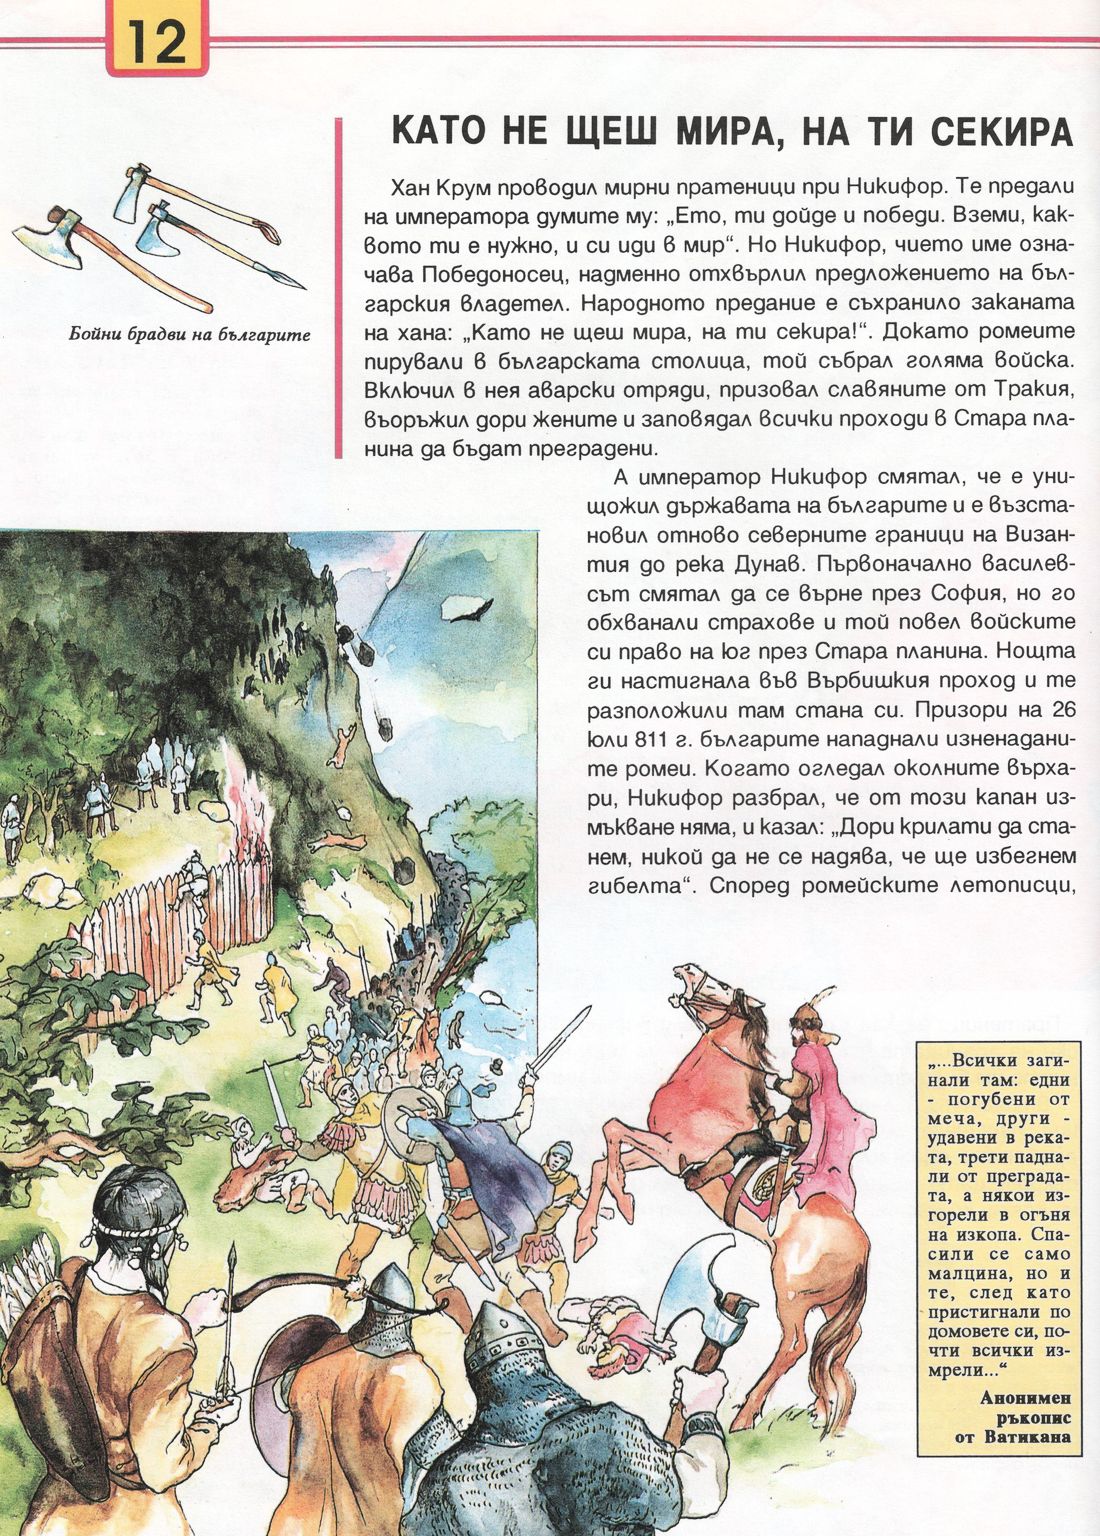 12
КАТО НЕ ЩЕШ МИРА, НА ТИ СЕКИРА
Хан Крум проводил мирни пратеници при Никифор. Те предали
на императора думите му: „Ето, ти дойде и победи. Вземи, как-
вото ти е нужно, и си иди в мир“. Но Никифор, чието име озна-
чава Победоносец, надменно отхвърлил предложението на бъл-
гарския владетел. Народното предание е съхранило заканата
на хана: „Като не щеш мира, на ти секира!“. Докато ромеите
пирували в българската столица, той събрал голяма войска.
Включил в нея аварски отряди, призовал славяните от Тракия,
въоръжил дори жените и заповядал всички проходи в Стара пла-
нина да бъдат преградени.
Бойни брадви на българите
А император Никифор смятал, че е уни-
щожил държавата на българите и е възста-
новил отново северните граници на Визан-
тия до река Дунав. Първоначално василев-
сът смятал да се върне през София, но го
обхванали страхове и той повел войските
си право на юг през Стара планина. Нощта
ги настигнала във Върбишкия проход и те
разположили там стана си. Призори на 26
юли 811 г. българите нападнали изненадани-
те ромеи. Когато огледал околните върха-
ри, Никифор разбрал, че от този капан из-
мъкване няма, и казал: „Дори крилати да ста-
нем, никой да не се надява, че ще избегнем
гибелта“. Според ромейските летописци,
„...Всички заги-
нали там: едни
- погубени от
меча, други -
удавени в река-
та, трети падна-
ли от преграда-
та, а някои из-
горели в огъня
на изкопа. Спа-
сили се само
малцина, но и
те, след като
пристигнали по
домовете си, по-
чти всички из-
мрели...“
Анонимен
ръкопис
от Ватикана